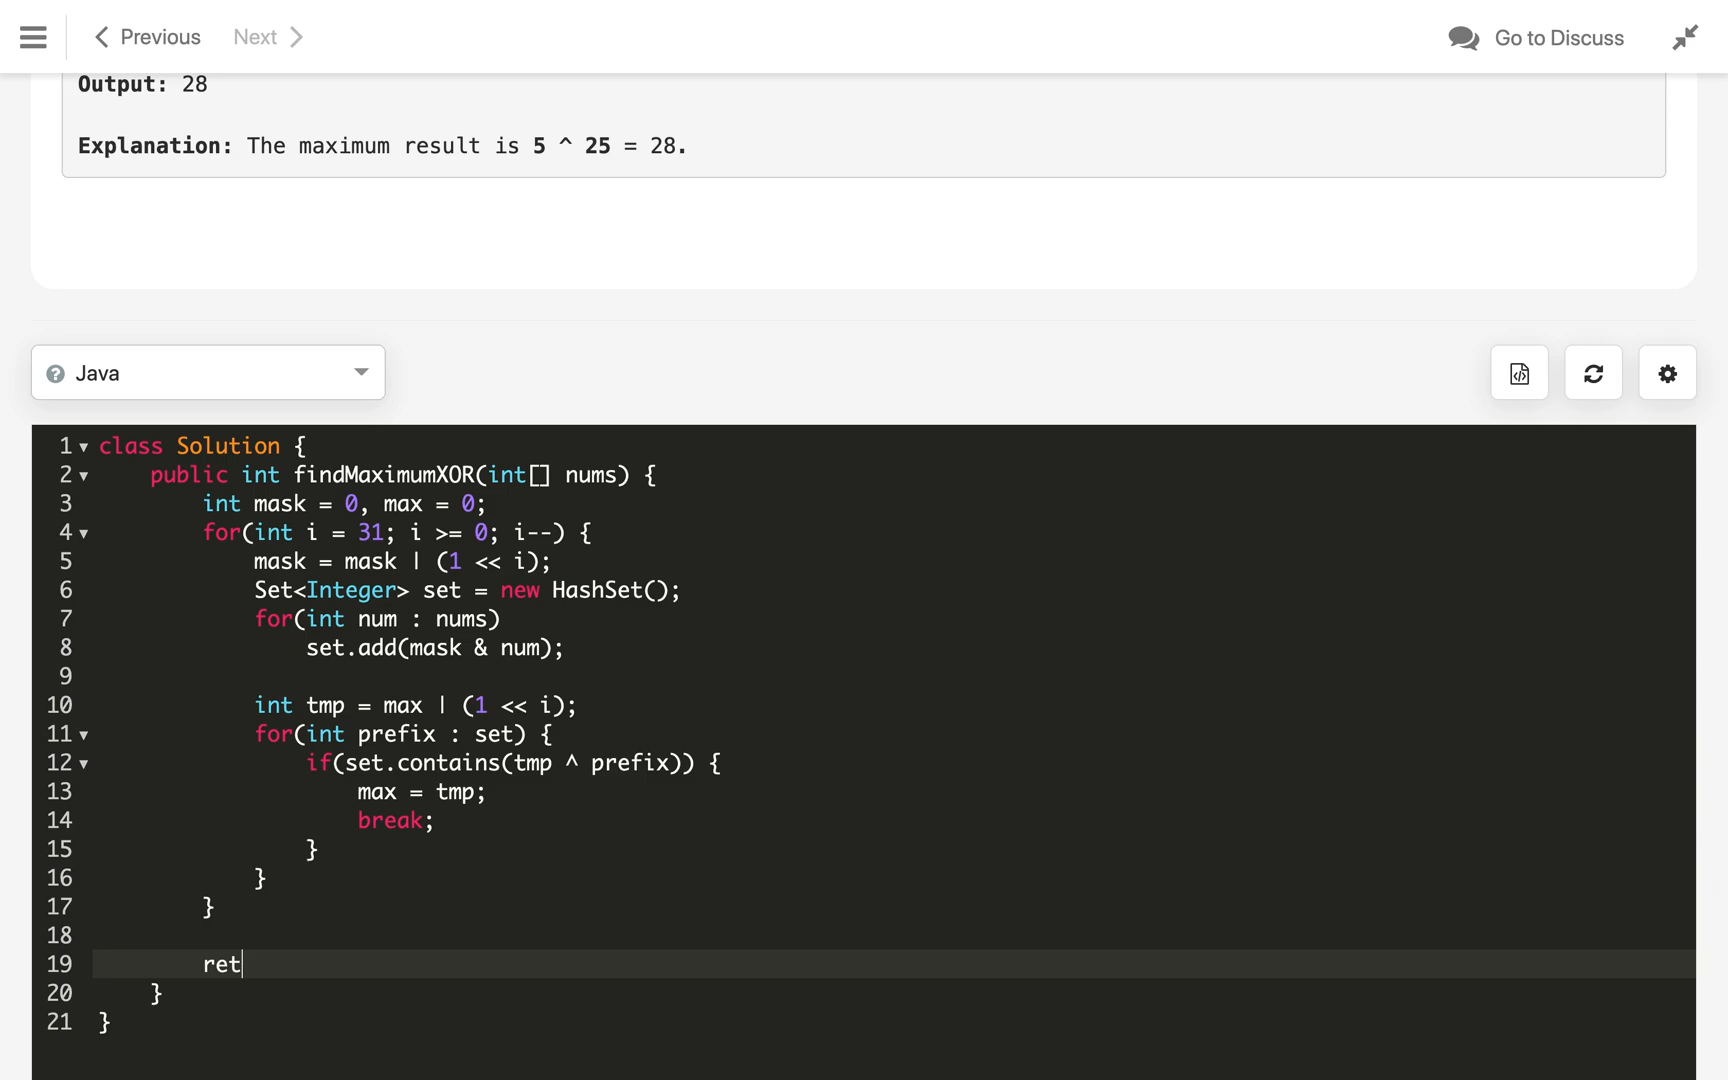 Previous Next Go to Discuss
Output: 28
Explanation: The maximum result is 5 ^ 25 = 28.
Java
1 class Solution {
2 public int findMaximumXOR(int[] nums) {
3 int mask = 0, max = 0;
4 for(int i = 31; i >= 0; i--) {
5 mask = mask | (1 << i);
6 Set<Integer> set = new HashSet();
7 for(int num : nums)
8 set.add(mask & num);
9
10 int tmp = max | (1 << i);
11 for(int prefix : set) {
12 if(set.contains(tmp ^ prefix)) {
13 max = tmp;
14 break;
15 }
16 }
17 }
18
19 ret
20 }
21 }